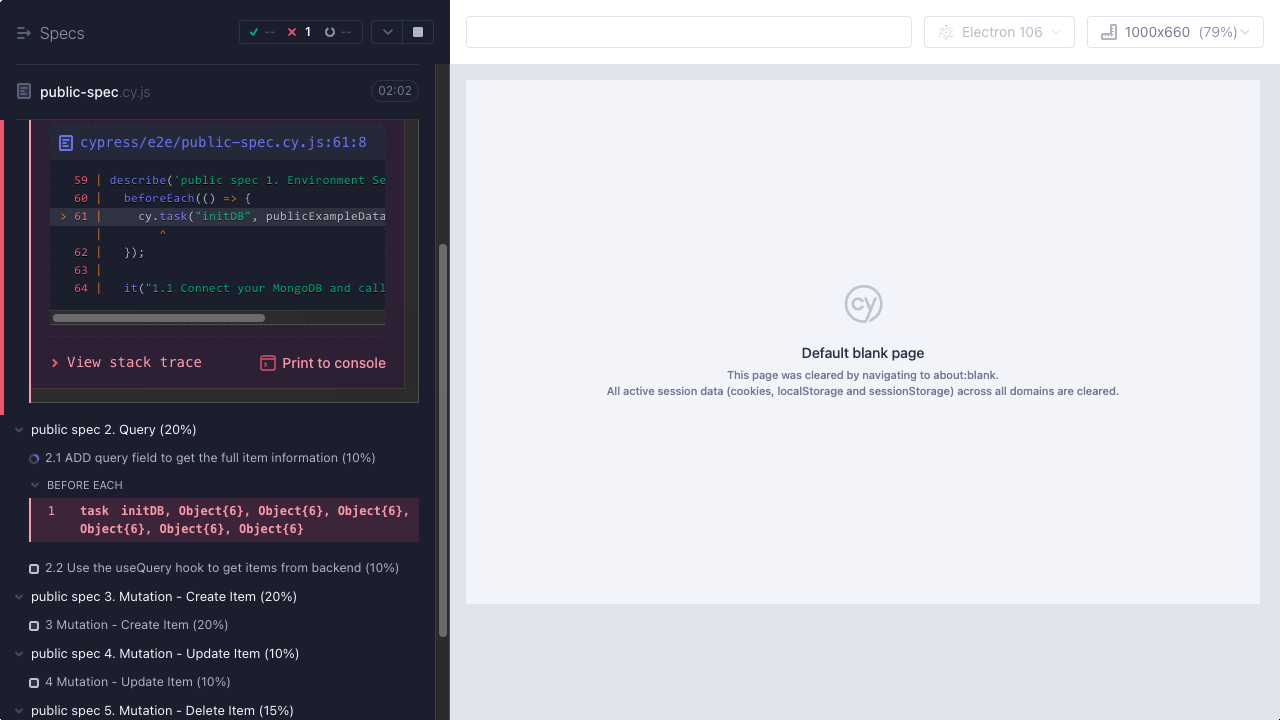 Specs
-- 1 --
Electron 106
1000x660 (79%)
public-spec.cy.js
02:02
cypress/e2e/public-spec.cy.js:61:8
59 | describe('public spec 1. Environment Se
60 | beforeEach(() => {
> 61 | cy.task("initDB", publicExampleData
| ^
62 | });
63 |
64 | it("1.1 Connect your MongoDB and call
View stack trace
Print to console
public spec 2. Query (20%)
2.1 ADD query field to get the full item information (10%)
BEFORE EACH
1 task initDB, Object{6}, Object{6}, Object{6},
Object{6}, Object{6}, Object{6}
2.2 Use the useQuery hook to get items from backend (10%)
public spec 3. Mutation - Create Item (20%)
3 Mutation - Create Item (20%)
public spec 4. Mutation - Update Item (10%)
4 Mutation - Update Item (10%)
public spec 5. Mutation - Delete Item (15%)
cy
Default blank page
This page was cleared by navigating to about:blank.
All active session data (cookies, localStorage and sessionStorage) across all domains are cleared.